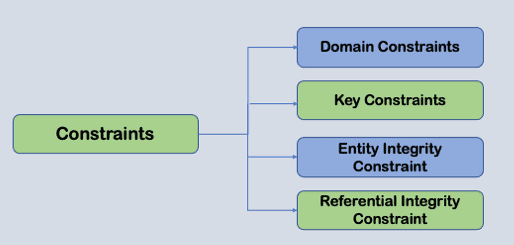 Constraints
Domain Constraints
Key Constraints
Entity Integrity
Constraint
Referential Integrity
Constraint